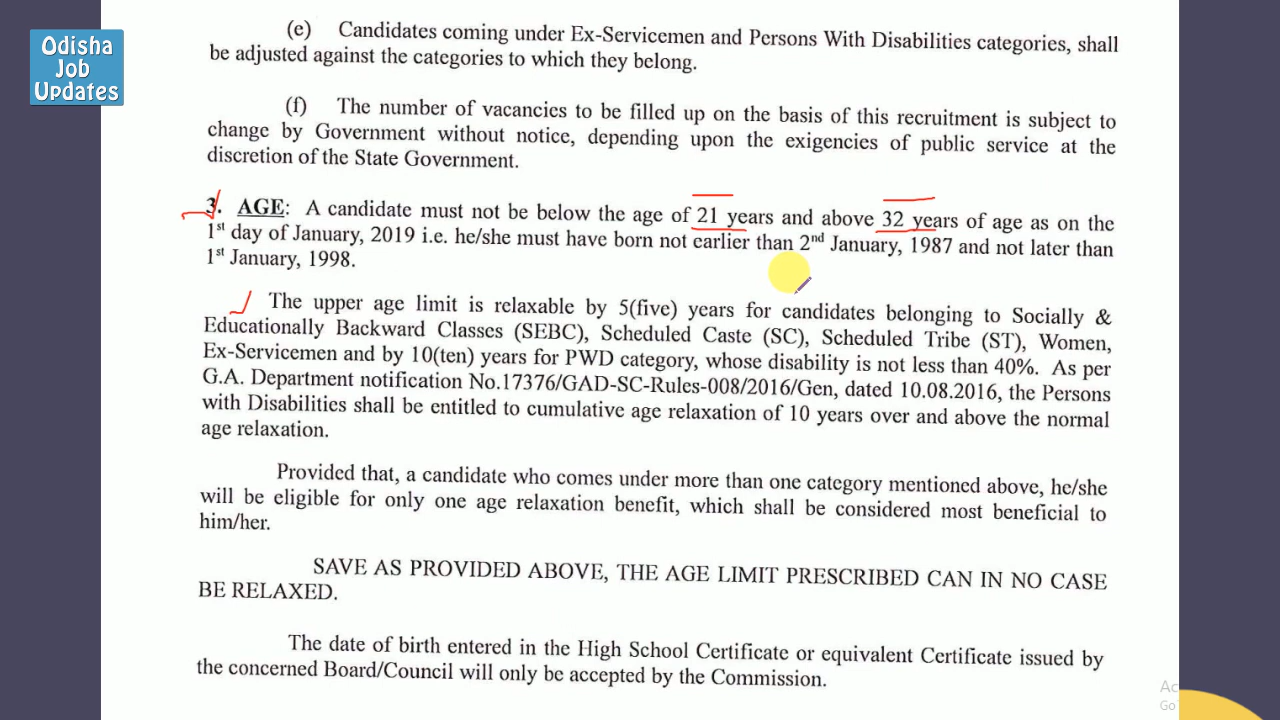 Odisha
Job
Updates
(e) Candidates coming under Ex-Servicemen and Persons With Disabilities categories, shall
be adjusted against the categories to which they belong.
(f) The number of vacancies to be filled up on the basis of this recruitment is subject to
change by Government without notice, depending upon the exigencies of public service at the
discretion of the State Government.
3. AGE: A candidate must not be below the age of 21 years and above 32 years of age as on the
1st day of January, 2019 i.e. he/she must have born not earlier than 2nd January, 1987 and not later than
1st January, 1998.
The upper age limit is relaxable by 5(five) years for candidates belonging to Socially &
Educationally Backward Classes (SEBC), Scheduled Caste (SC), Scheduled Tribe (ST), Women,
Ex-Servicemen and by 10(ten) years for PWD category, whose disability is not less than 40%. As per
G.A. Department notification No.17376/GAD-SC-Rules-008/2016/Gen, dated 10.08.2016, the Persons
with Disabilities shall be entitled to cumulative age relaxation of 10 years over and above the normal
age relaxation.
Provided that, a candidate who comes under more than one category mentioned above, he/she
will be eligible for only one age relaxation benefit, which shall be considered most beneficial to
him/her.
SAVE AS PROVIDED ABOVE, THE AGE LIMIT PRESCRIBED CAN IN NO CASE
BE RELAXED.
The date of birth entered in the High School Certificate or equivalent Certificate issued by
the concerned Board/Council will only be accepted by the Commission.